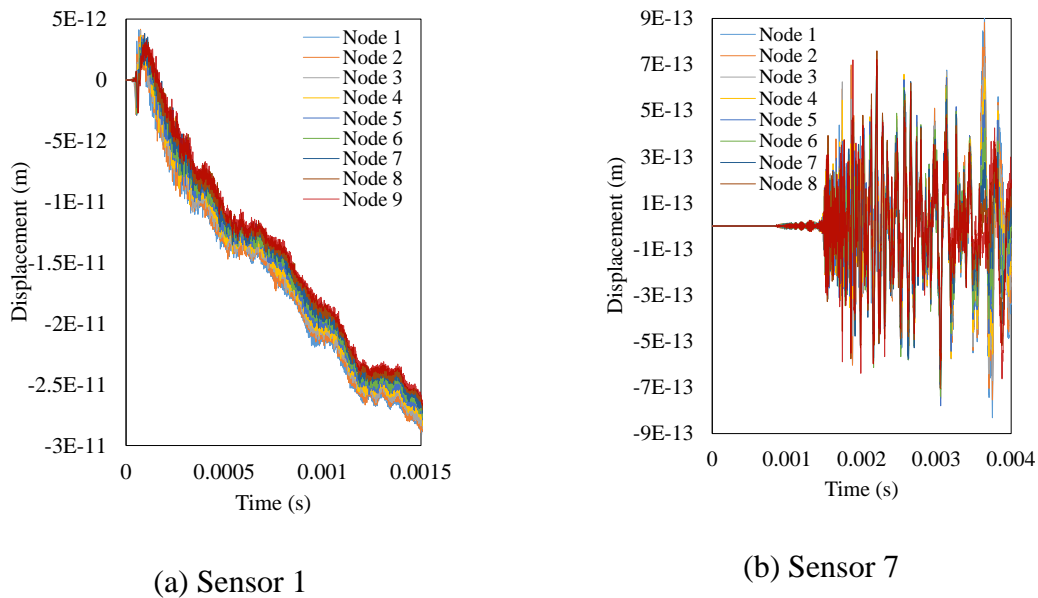 5E-12
0
-5E-12
-1E-11
-1.5E-11
-2E-11
-2.5E-11
-3E-11
Displacement (m)
Node 1
Node 2
Node 3
Node 4
Node 5
Node 6
Node 7
Node 8
Node 9
0 0.0005 0.001 0.0015
Time (s)
(a) Sensor 1
9E-13
7E-13
5E-13
3E-13
1E-13
-1E-13
-3E-13
-5E-13
-7E-13
-9E-13
Displacement (m)
Node 1
Node 2
Node 3
Node 4
Node 5
Node 6
Node 7
Node 8
0 0.001 0.002 0.003 0.004
Time (s)
(b) Sensor 7